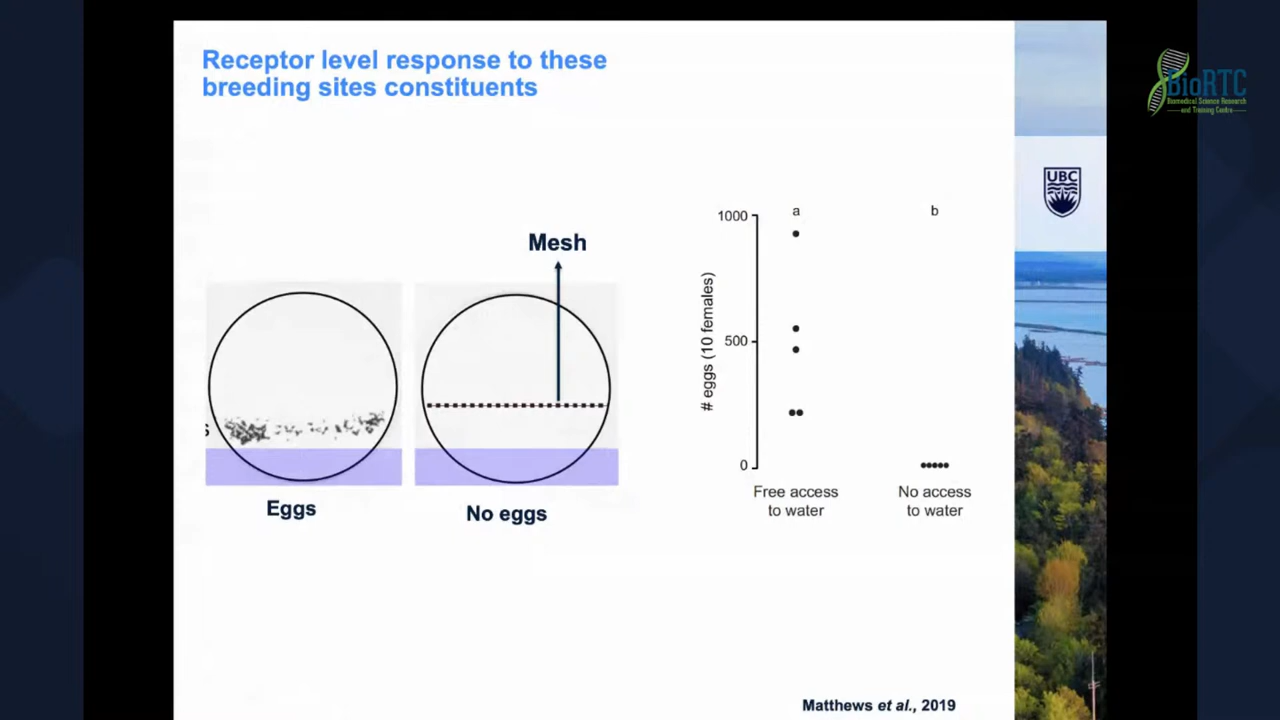 Receptor level response to these
breeding sites constituents
BioRTC
Biomedical Science Research
and Training Centre
UBC
Mesh
s
Eggs
No eggs
# eggs (10 females)
1000
500
0
a
b
Free access
to water
No access
to water
Matthews et al., 2019